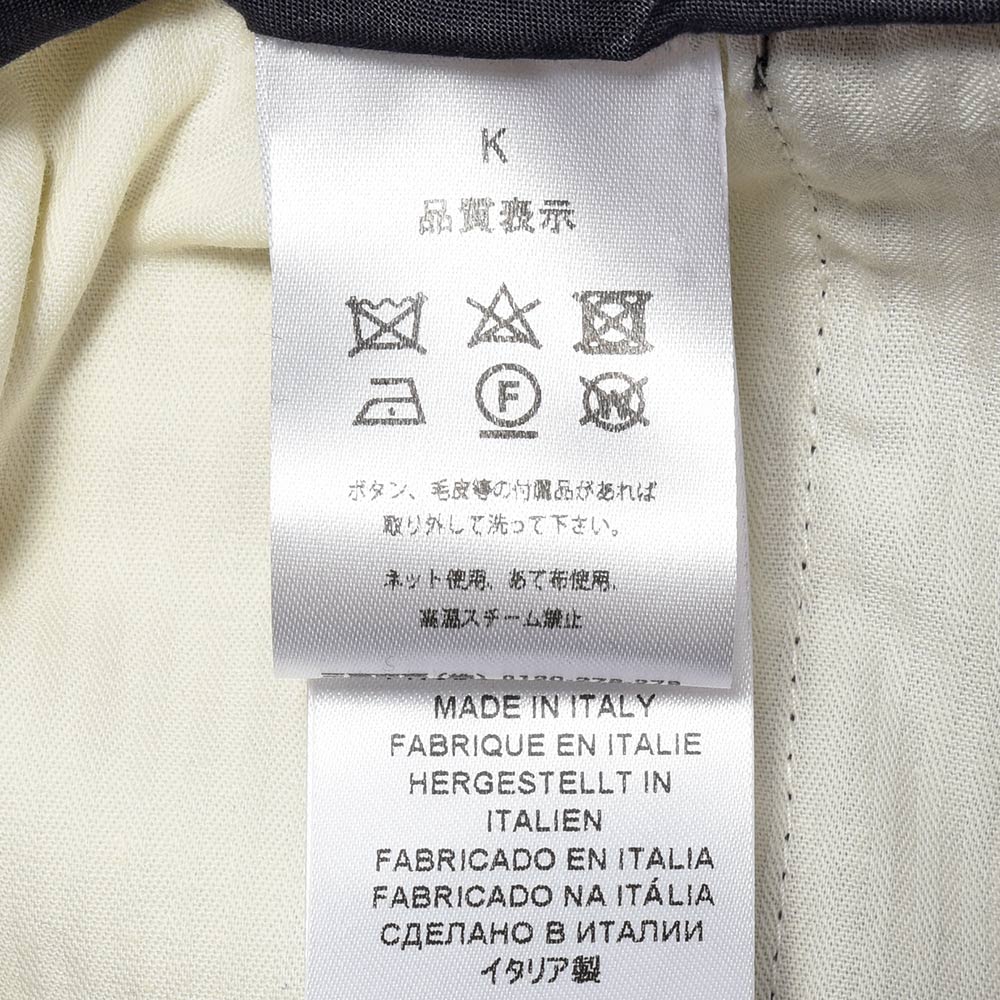 K
品質表示
F
W
ボタン、毛皮等の付属品があれば
取り外して洗って下さい。
ネット使用、あて布使用、
高温スチーム禁止
MADE IN ITALY
FABRIQUE EN ITALIE
HERGESTELLT IN
ITALIEN
FABRICADO EN ITALIA
FABRICADO NA ITÁLIA
СДЕЛАНО В ИТАЛИИ
イタリア製